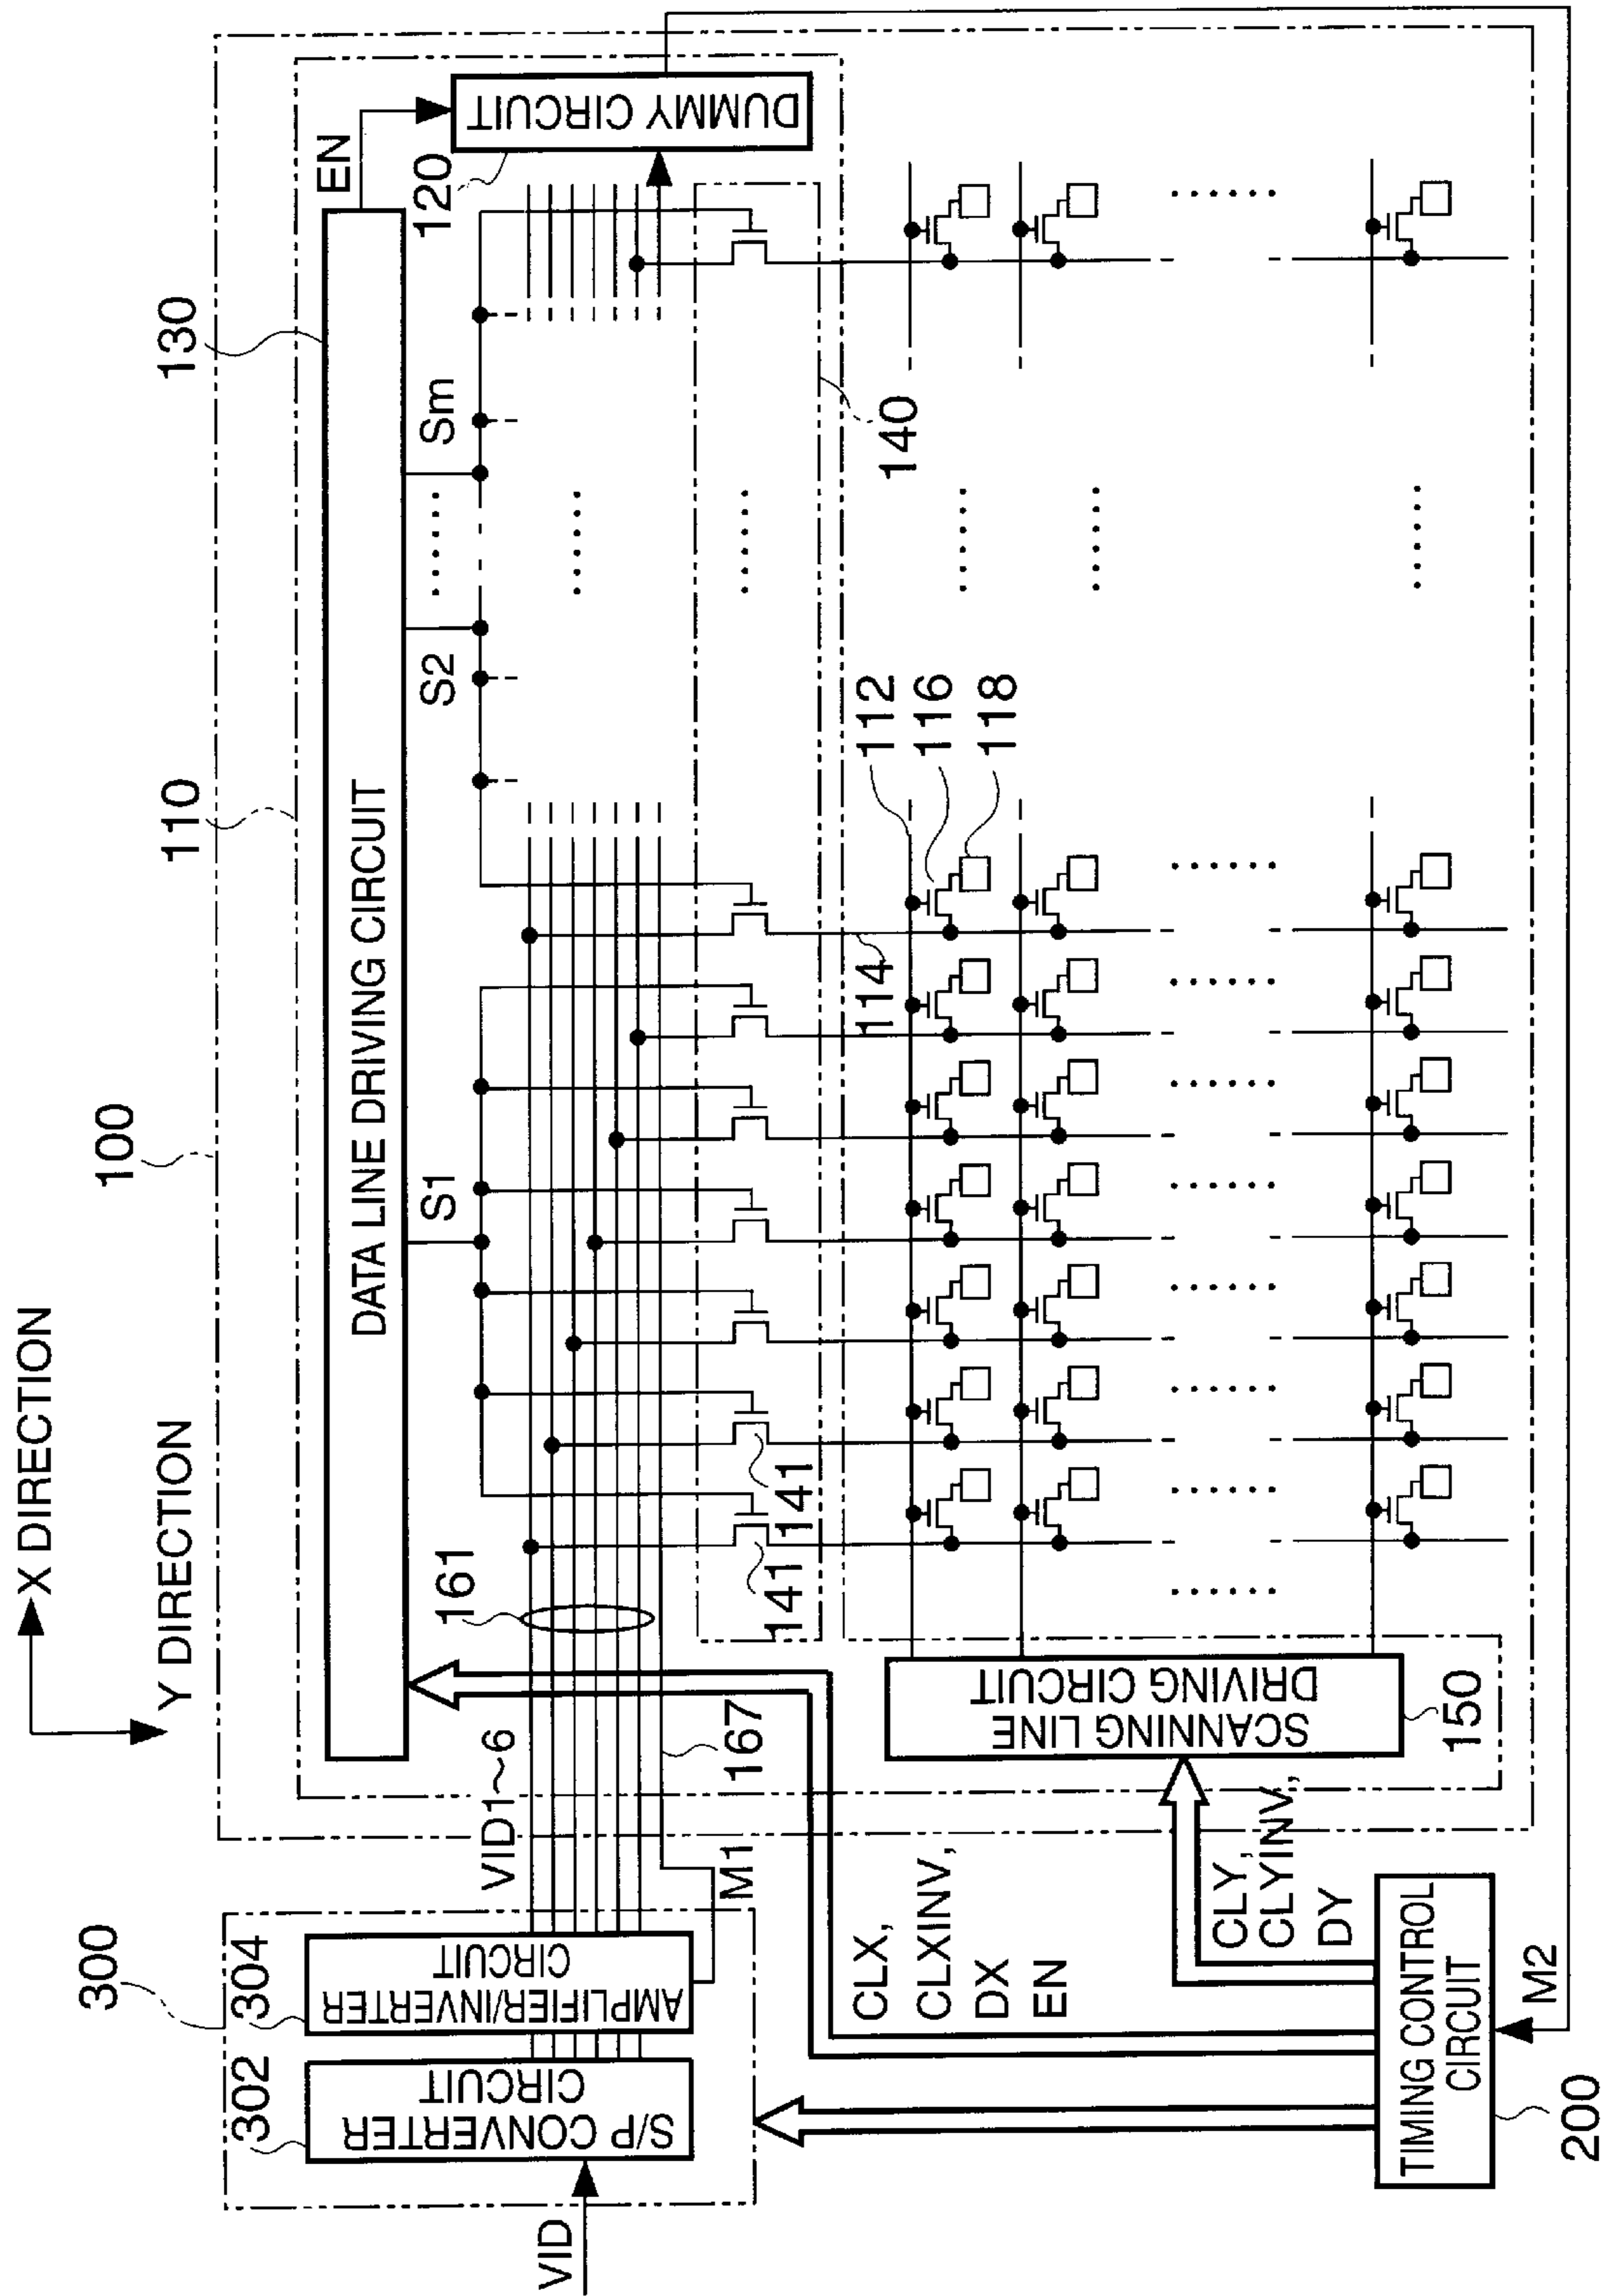 X DIRECTION
Y DIRECTION
100
110
130
DATA LINE DRIVING CIRCUIT
EN
120
DUMMY CIRCUIT
S1
S2
······
Sm
161
VID1~6
167
M1
300
302
S/P CONVERTER
CIRCUIT
304
AMPLIFIER/INVERTER
CIRCUIT
VID
141
141
140
114
112
116
118
SCANNING LINE
DRIVING CIRCUIT
150
CLX,
CLXINV,
DX
EN
CLY,
CLYINV,
DY
TIMING CONTROL
CIRCUIT
200
M2